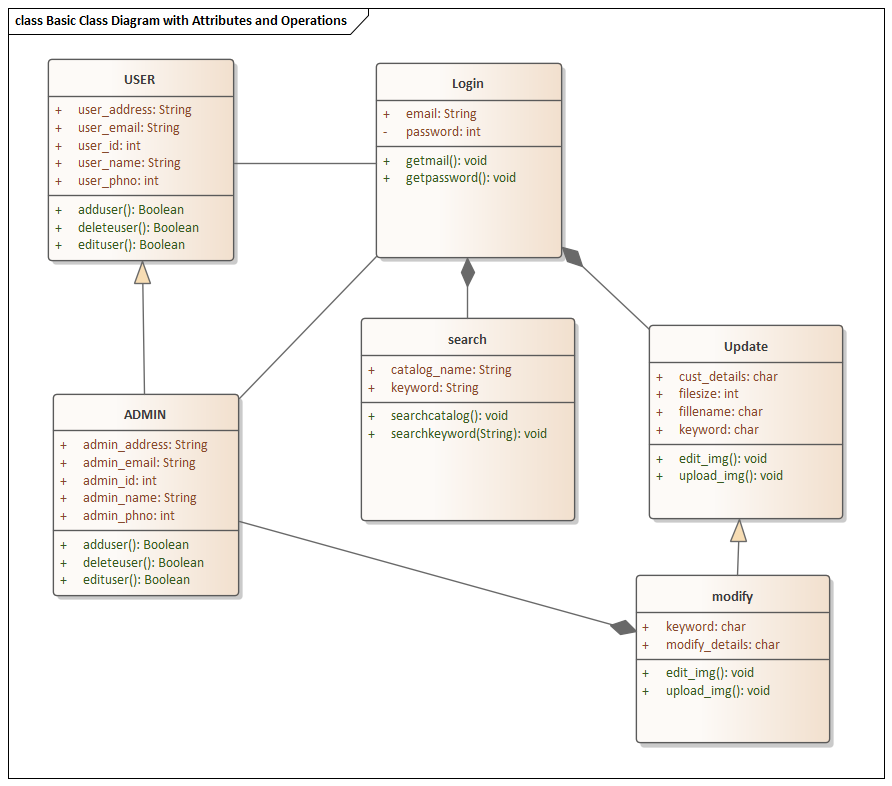 class Basic Class Diagram with Attributes and Operations
USER
+ user_address: String
+ user_email: String
+ user_id: int
+ user_name: String
+ user_phno: int
+ adduser(): Boolean
+ deleteuser(): Boolean
+ edituser(): Boolean
Login
+ email: String
- password: int
+ getmail(): void
+ getpassword(): void
search
+ catalog_name: String
+ keyword: String
+ searchcatalog(): void
+ searchkeyword(String): void
Update
+ cust_details: char
+ filesize: int
+ fillename: char
+ keyword: char
+ edit_img(): void
+ upload_img(): void
ADMIN
+ admin_address: String
+ admin_email: String
+ admin_id: int
+ admin_name: String
+ admin_phno: int
+ adduser(): Boolean
+ deleteuser(): Boolean
+ edituser(): Boolean
modify
+ keyword: char
+ modify_details: char
+ edit_img(): void
+ upload_img(): void